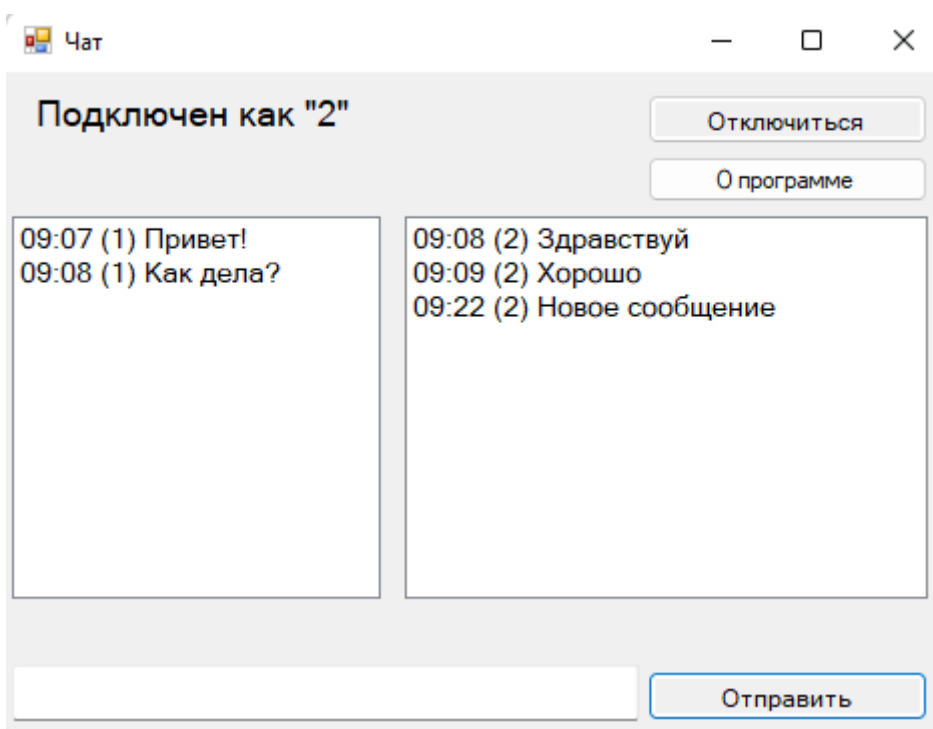 Чат
Подключен как "2"
Отключиться
О программе
09:07 (1) Привет!
09:08 (1) Как дела?
09:08 (2) Здравствуй
09:09 (2) Хорошо
09:22 (2) Новое сообщение
Отправить